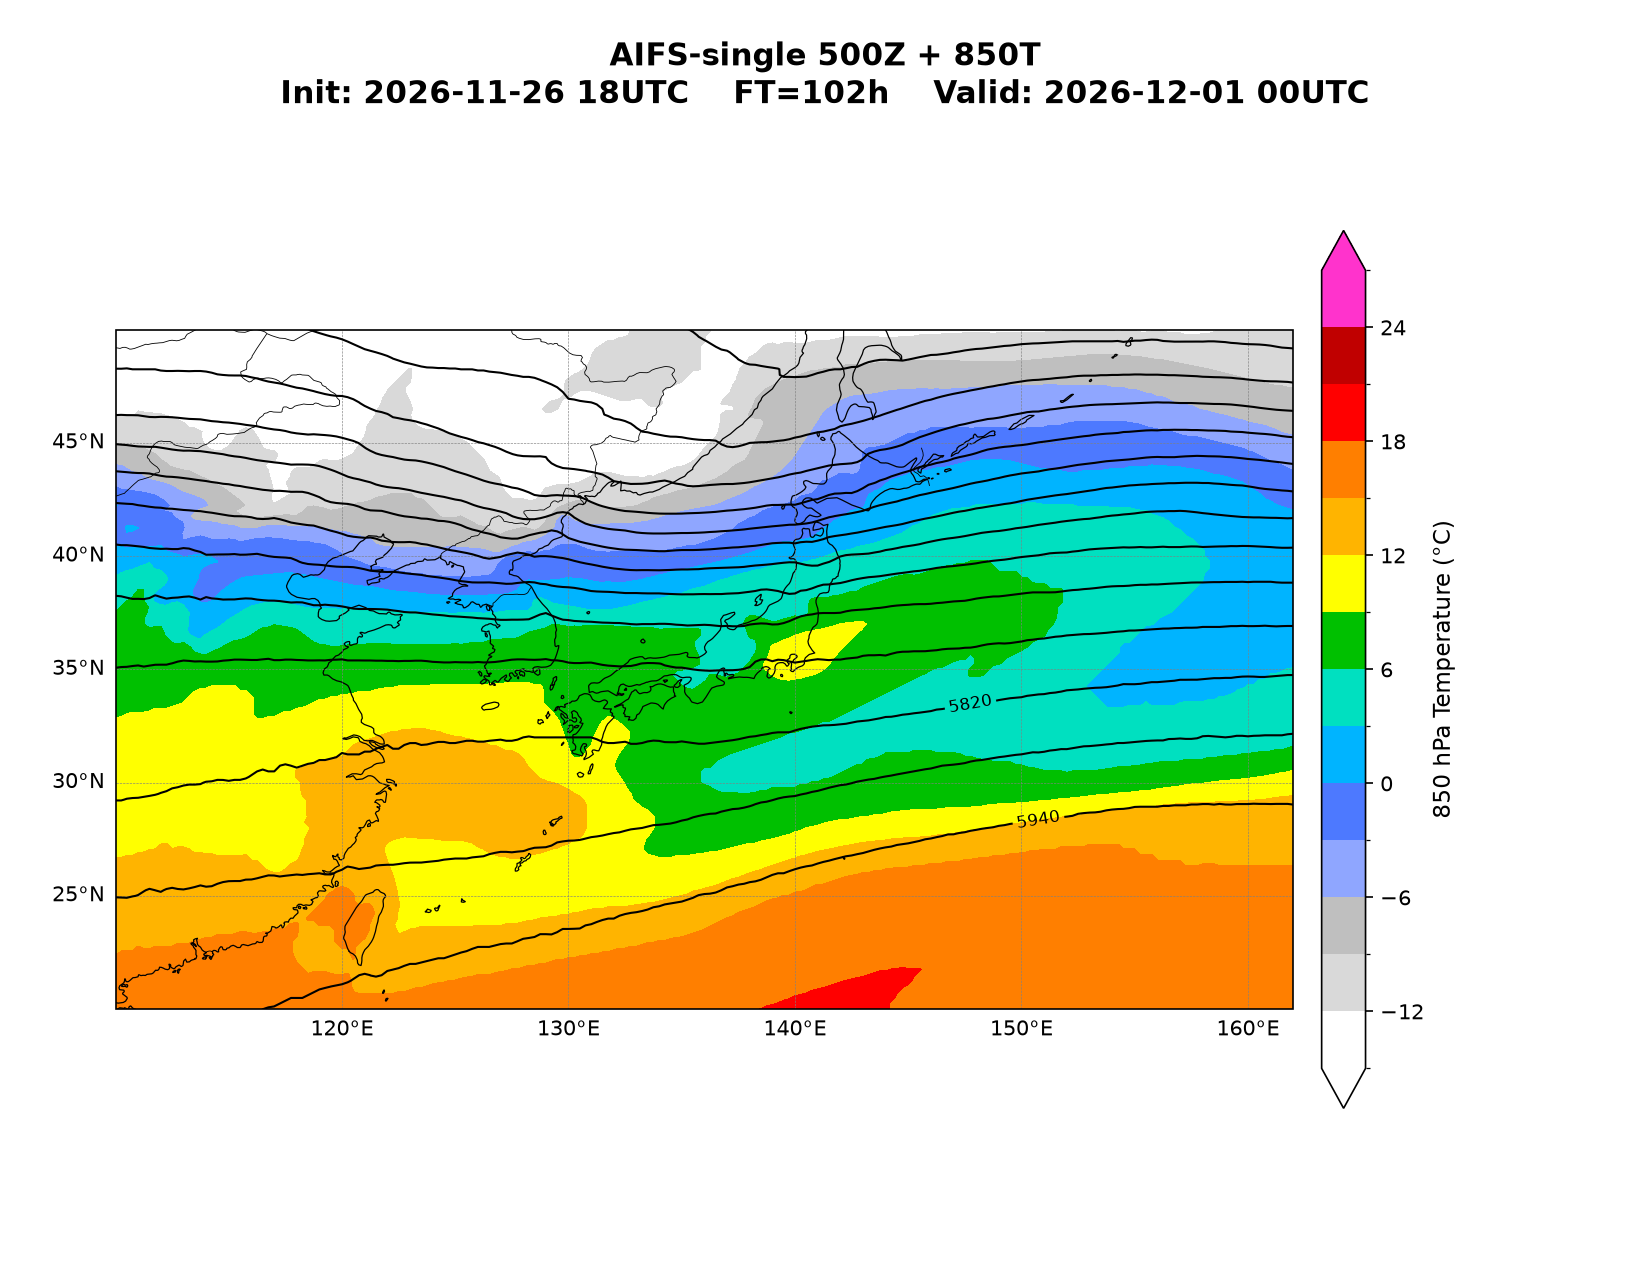 AIFS-single 500Z + 850T
Init: 2026-11-26 18UTC    FT=102h    Valid: 2026-12-01 00UTC
24
18
12
6
0
−6
−12
850 hPa Temperature (°C)
45°N
40°N
35°N
30°N
25°N
5820
5940
120°E
130°E
140°E
150°E
160°E